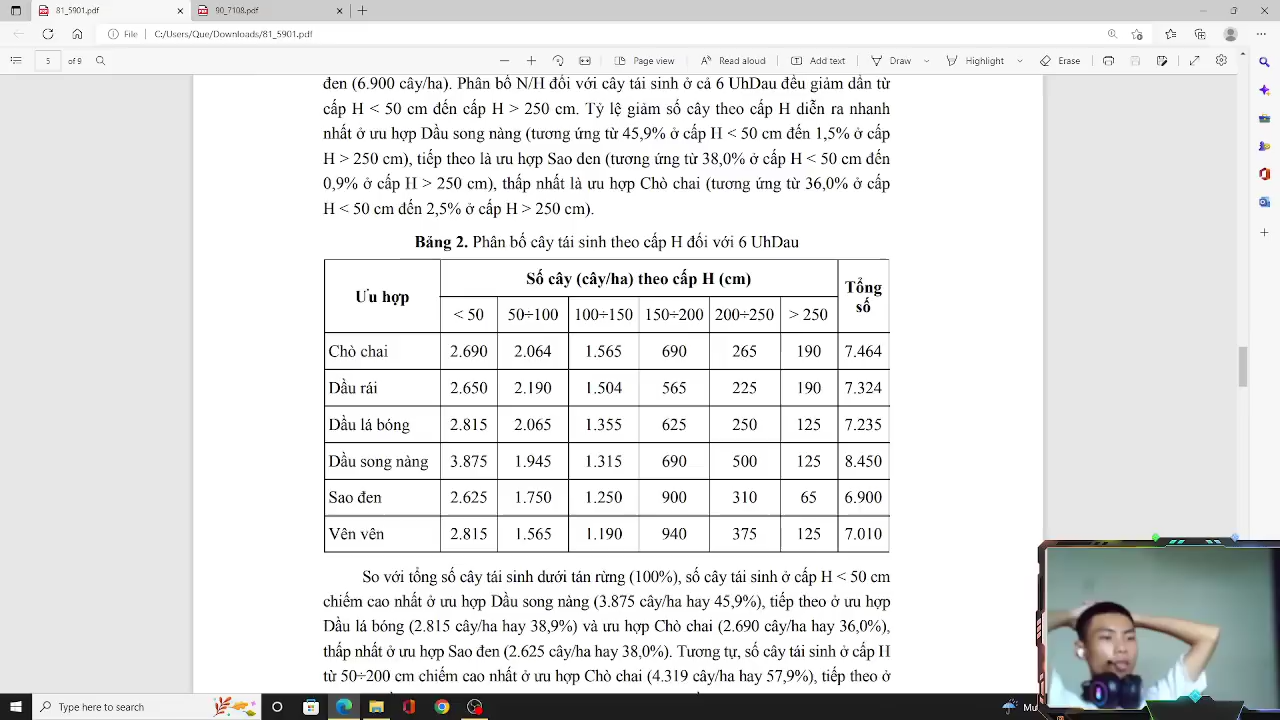 81_5901.pdf
90_7108.pdf
File C:/Users/Que/Downloads/81_5901.pdf
5 of 9 Page view Read aloud Add text Draw Highlight Erase
đen (6.900 cây/ha). Phân bố N/H đối với cây tái sinh ở cả 6 UhDau đều giảm dần từ
cấp H < 50 cm đến cấp H > 250 cm. Tỷ lệ giảm số cây theo cấp H diễn ra nhanh
nhất ở ưu hợp Dầu song nàng (tương ứng từ 45,9% ở cấp H < 50 cm đến 1,5% ở cấp
H > 250 cm), tiếp theo là ưu hợp Sao đen (tương ứng từ 38,0% ở cấp H < 50 cm đến
0,9% ở cấp H > 250 cm), thấp nhất là ưu hợp Chò chai (tương ứng từ 36,0% ở cấp
H < 50 cm đến 2,5% ở cấp H > 250 cm).
Bảng 2. Phân bố cây tái sinh theo cấp H đối với 6 UhDau
Ưu hợp Số cây (cây/ha) theo cấp H (cm) Tổng số
< 50 50÷100 100÷150 150÷200 200÷250 > 250
Chò chai 2.690 2.064 1.565 690 265 190 7.464
Dầu rái 2.650 2.190 1.504 565 225 190 7.324
Dầu lá bóng 2.815 2.065 1.355 625 250 125 7.235
Dầu song nàng 3.875 1.945 1.315 690 500 125 8.450
Sao đen 2.625 1.750 1.250 900 310 65 6.900
Vên vên 2.815 1.565 1.190 940 375 125 7.010
So với tổng số cây tái sinh dưới tán rừng (100%), số cây tái sinh ở cấp H < 50 cm
chiếm cao nhất ở ưu hợp Dầu song nàng (3.875 cây/ha hay 45,9%), tiếp theo ở ưu hợp
Dầu lá bóng (2.815 cây/ha hay 38,9%) và ưu hợp Chò chai (2.690 cây/ha hay 36,0%),
thấp nhất ở ưu hợp Sao đen (2.625 cây/ha hay 38,0%). Tương tự, số cây tái sinh ở cấp H
từ 50÷200 cm chiếm cao nhất ở ưu hợp Chò chai (4.319 cây/ha hay 57,9%), tiếp theo ở
Type here to search